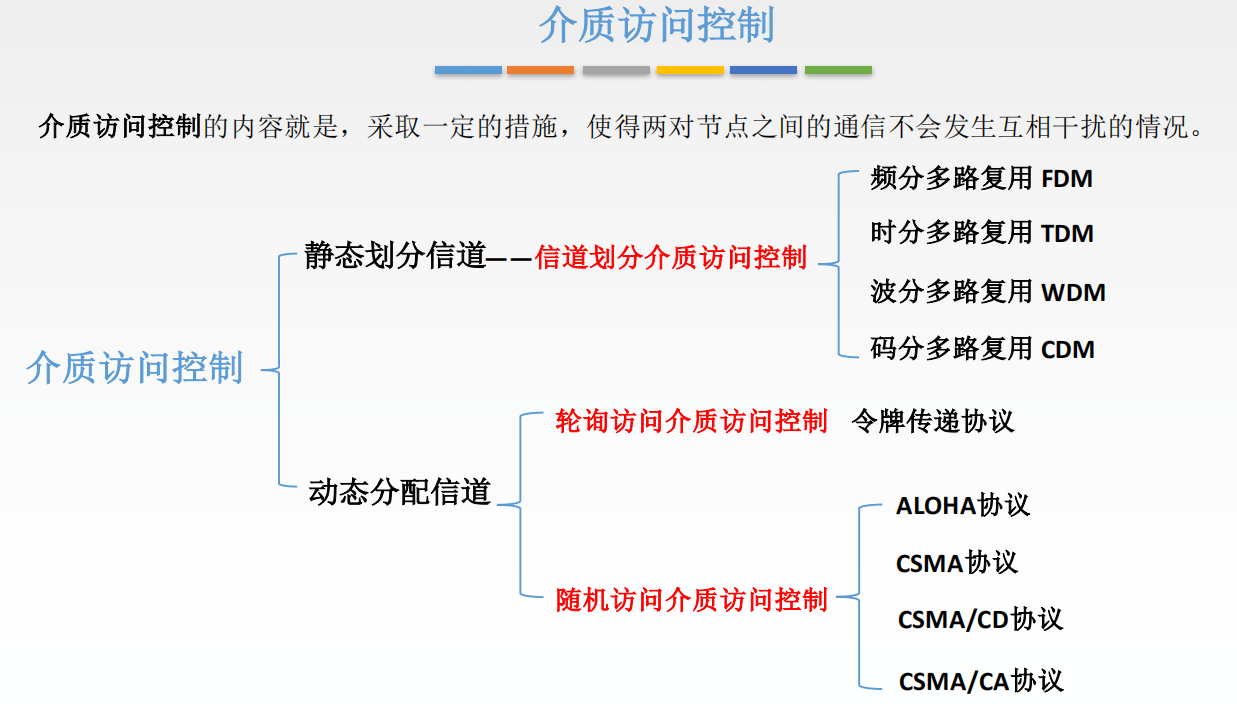 介质访问控制
介质访问控制的内容就是，采取一定的措施，使得两对节点之间的通信不会发生互相干扰的情况。
频分多路复用 FDM
时分多路复用 TDM
静态划分信道——信道划分介质访问控制
波分多路复用 WDM
码分多路复用 CDM
介质访问控制
轮询访问介质访问控制 令牌传递协议
动态分配信道
ALOHA协议
CSMA协议
随机访问介质访问控制
CSMA/CD协议
CSMA/CA协议